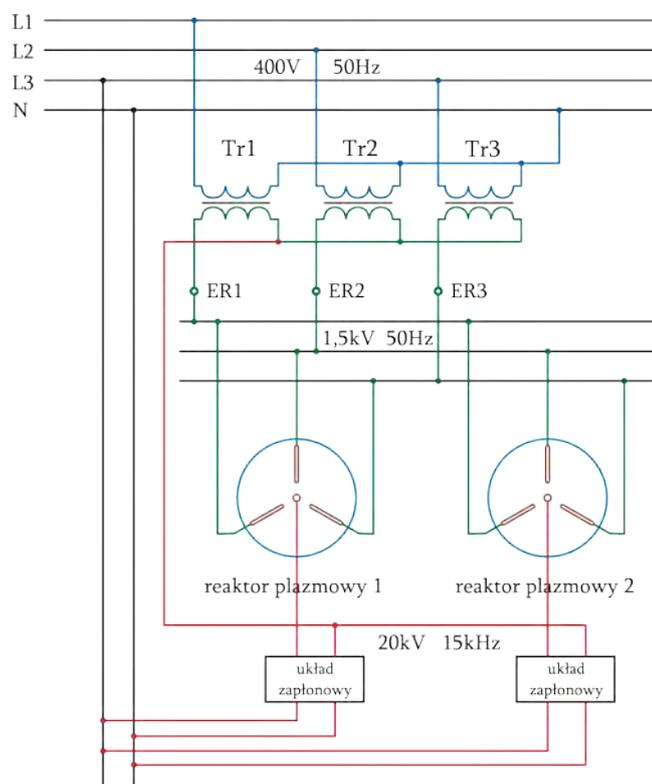 L1
L2
400V 50Hz
L3
N
Tr1 Tr2 Tr3
ER1 ER2 ER3
1,5kV 50Hz
reaktor plazmowy 1 reaktor plazmowy 2
20kV 15kHz
układ układ
zapłonowy zapłonowy